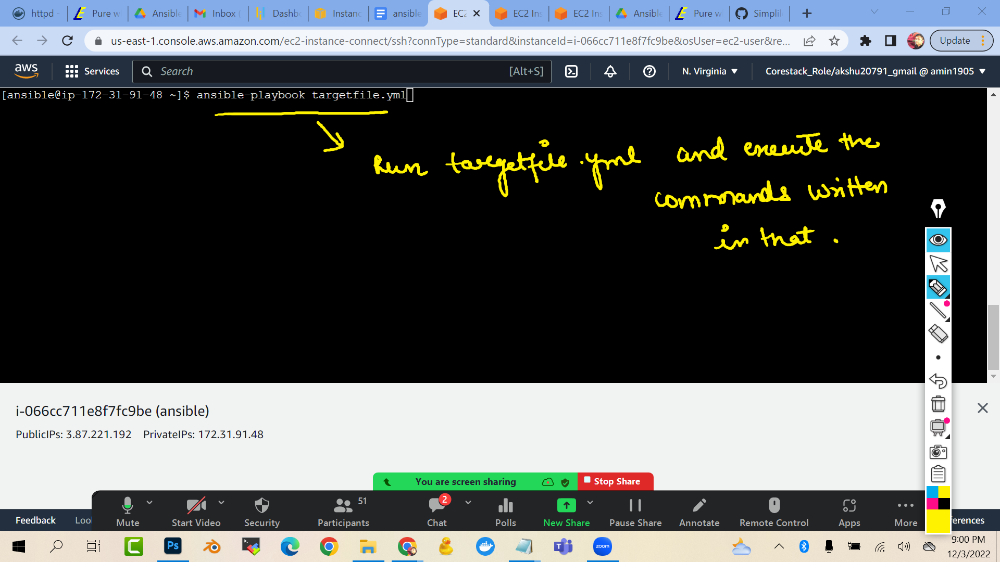 httpd -
Pure w
Ansible
Inbox (
Dashb
Instanc
ansible
EC2
EC2 Ins
EC2 Ins
Ansible
Pure w
Simplil
us-east-1.console.aws.amazon.com/ec2-instance-connect/ssh?connType=standard&instanceId=i-066cc711e8f7fc9be&osUser=ec2-user&re...
Update
aws
Services
Search
[Alt+S]
N. Virginia
Corestack_Role/akshu20791_gmail @ amin1905
[ansible@ip-172-31-91-48 ~]$ ansible-playbook targetfile.yml
Run targetfile.yml and execute the
commands written
in that .
i-066cc711e8f7fc9be (ansible)
PublicIPs: 3.87.221.192 PrivateIPs: 172.31.91.48
You are screen sharing
Stop Share
51
2
Mute
Start Video
Security
Participants
Chat
Polls
New Share
Pause Share
Annotate
Remote Control
Apps
More
Feedback
Loo
ferences
Ps
zoom
9:00 PM
12/3/2022